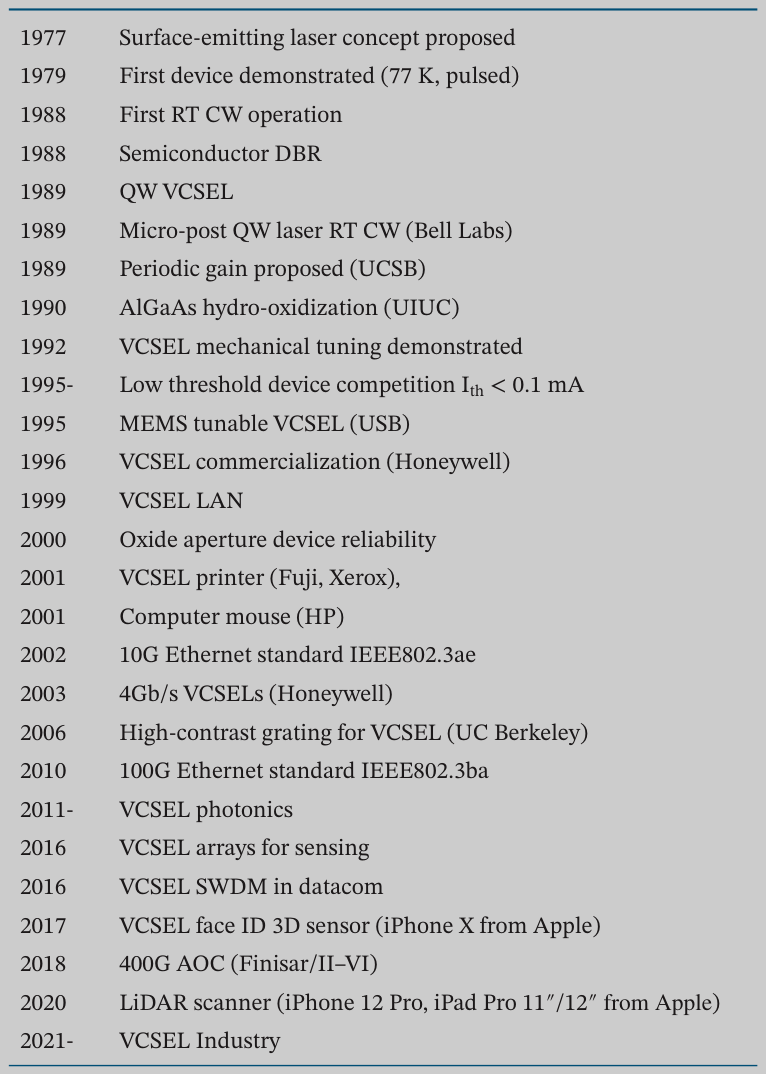 1977 Surface-emitting laser concept proposed
1979 First device demonstrated (77 K, pulsed)
1988 First RT CW operation
1988 Semiconductor DBR
1989 QW VCSEL
1989 Micro-post QW laser RT CW (Bell Labs)
1989 Periodic gain proposed (UCSB)
1990 AlGaAs hydro-oxidization (UIUC)
1992 VCSEL mechanical tuning demonstrated
1995- Low threshold device competition Ith < 0.1 mA
1995 MEMS tunable VCSEL (USB)
1996 VCSEL commercialization (Honeywell)
1999 VCSEL LAN
2000 Oxide aperture device reliability
2001 VCSEL printer (Fuji, Xerox),
2001 Computer mouse (HP)
2002 10G Ethernet standard IEEE802.3ae
2003 4Gb/s VCSELs (Honeywell)
2006 High-contrast grating for VCSEL (UC Berkeley)
2010 100G Ethernet standard IEEE802.3ba
2011- VCSEL photonics
2016 VCSEL arrays for sensing
2016 VCSEL SWDM in datacom
2017 VCSEL face ID 3D sensor (iPhone X from Apple)
2018 400G AOC (Finisar/II–VI)
2020 LiDAR scanner (iPhone 12 Pro, iPad Pro 11″/12″ from Apple)
2021- VCSEL Industry